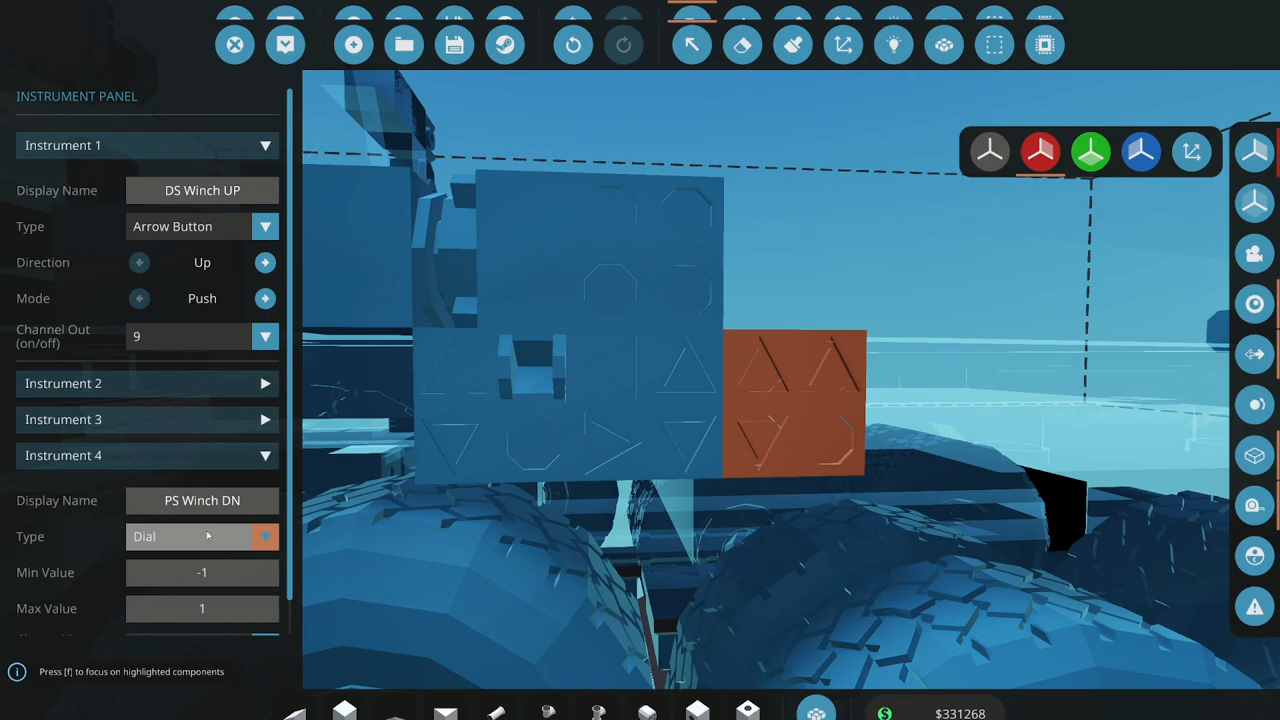 INSTRUMENT PANEL
Instrument 1
Display Name DS Winch UP
Type Arrow Button
Direction Up
Mode Push
Channel Out
(on/off) 9
Instrument 2
Instrument 3
Instrument 4
Display Name PS Winch DN
Type Dial
Min Value -1
Max Value 1
Press [f] to focus on highlighted components
$331268